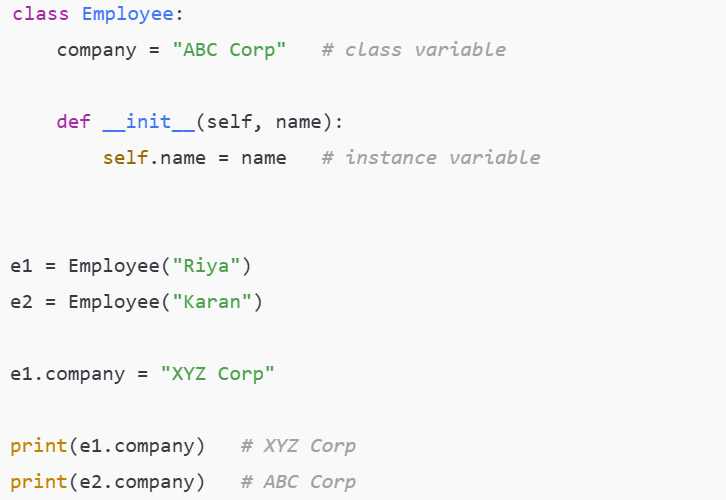 class Employee:
    company = "ABC Corp"   # class variable

    def __init__(self, name):
        self.name = name   # instance variable


e1 = Employee("Riya")
e2 = Employee("Karan")

e1.company = "XYZ Corp"

print(e1.company)   # XYZ Corp
print(e2.company)   # ABC Corp